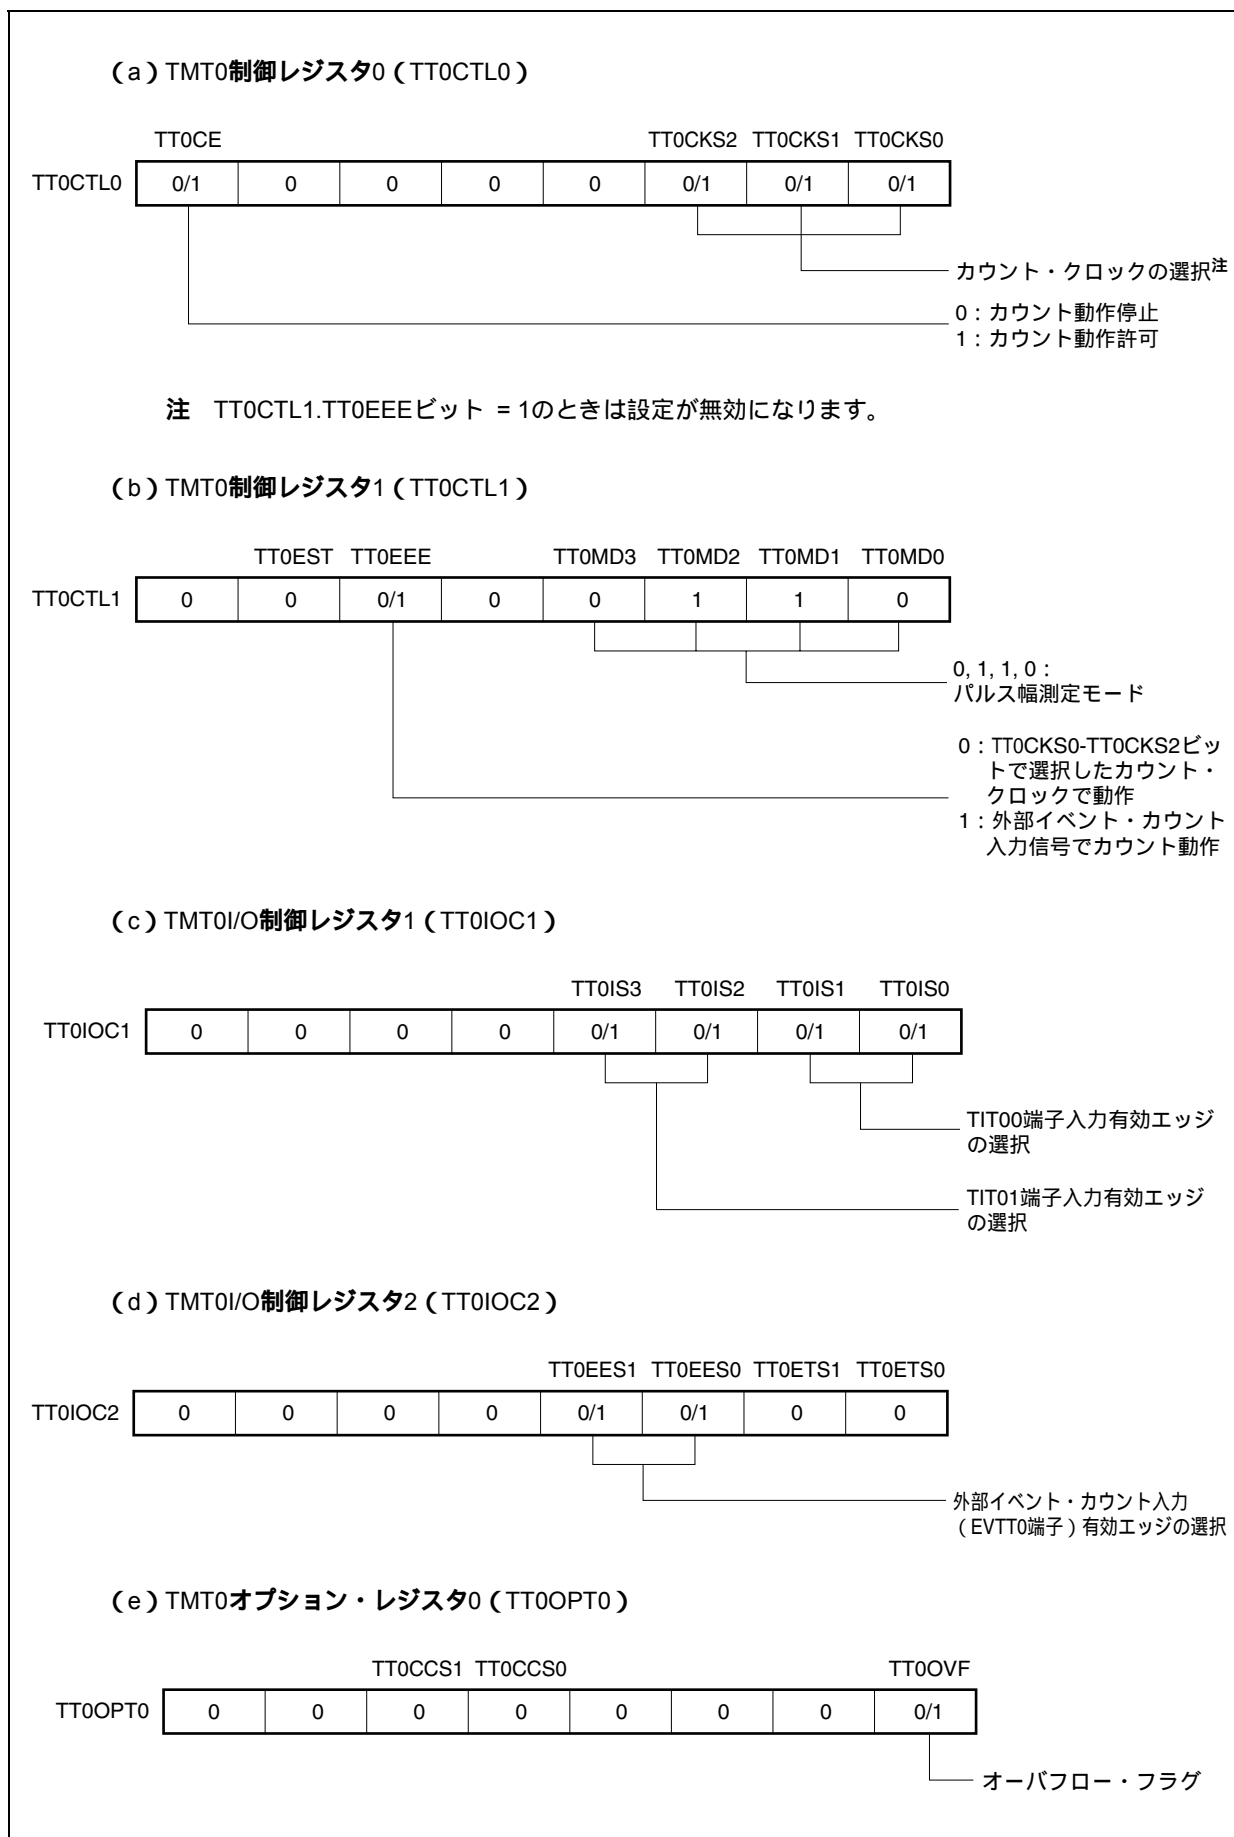 (a) TMT0制御レジスタ0（TT0CTL0）
TT0CE TT0CKS2 TT0CKS1 TT0CKS0
TT0CTL0 0/1 0 0 0 0 0/1 0/1 0/1
カウント・クロックの選択注
0：カウント動作停止
1：カウント動作許可
注 TT0CTL1.TT0EEEビット = 1のときは設定が無効になります。
(b) TMT0制御レジスタ1（TT0CTL1）
TT0EST TT0EEE TT0MD3 TT0MD2 TT0MD1 TT0MD0
TT0CTL1 0 0 0/1 0 0 1 1 0
0, 1, 1, 0：
パルス幅測定モード
0：TT0CKS0-TT0CKS2ビッ
トで選択したカウント・
クロックで動作
1：外部イベント・カウント
入力信号でカウント動作
(c) TMT0I/O制御レジスタ1（TT0IOC1）
TT0IS3 TT0IS2 TT0IS1 TT0IS0
TT0IOC1 0 0 0 0 0/1 0/1 0/1 0/1
TIT00端子入力有効エッジ
の選択
TIT01端子入力有効エッジ
の選択
(d) TMT0I/O制御レジスタ2（TT0IOC2）
TT0EES1 TT0EES0 TT0ETS1 TT0ETS0
TT0IOC2 0 0 0 0 0/1 0/1 0 0
外部イベント・カウント入力
（EVTT0端子）有効エッジの選択
(e) TMT0オプション・レジスタ0（TT0OPT0）
TT0CCS1 TT0CCS0 TT0OVF
TT0OPT0 0 0 0 0 0 0 0 0/1
オーバフロー・フラグ